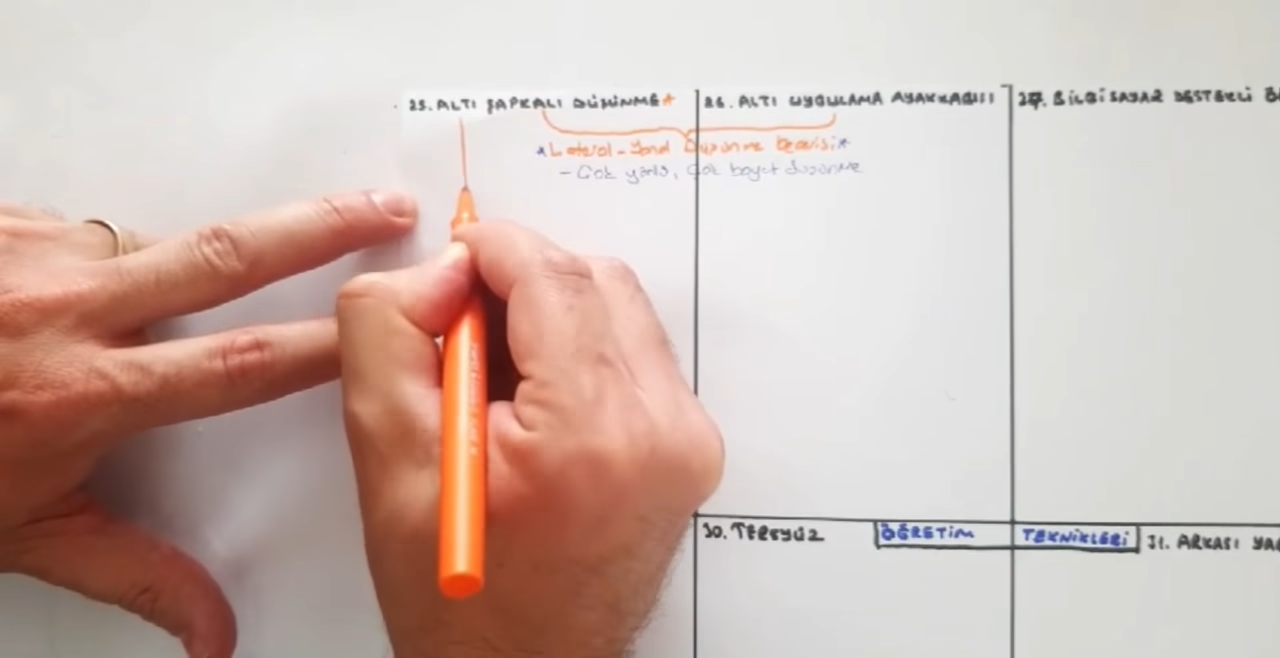 25. ALTI ŞAPKALI DÜŞÜNME
26. ALTI UYGULAMA AYAKKABISI
27. BİLGİSAYAR DESTEKLİ
*Lateral-Yanal Düşünme Becerisi*
- Çok yönlü, Çok boyut düşünme
30. TERSYÜZ
ÖĞRETİM TEKNİKLERİ
31. ARKASI